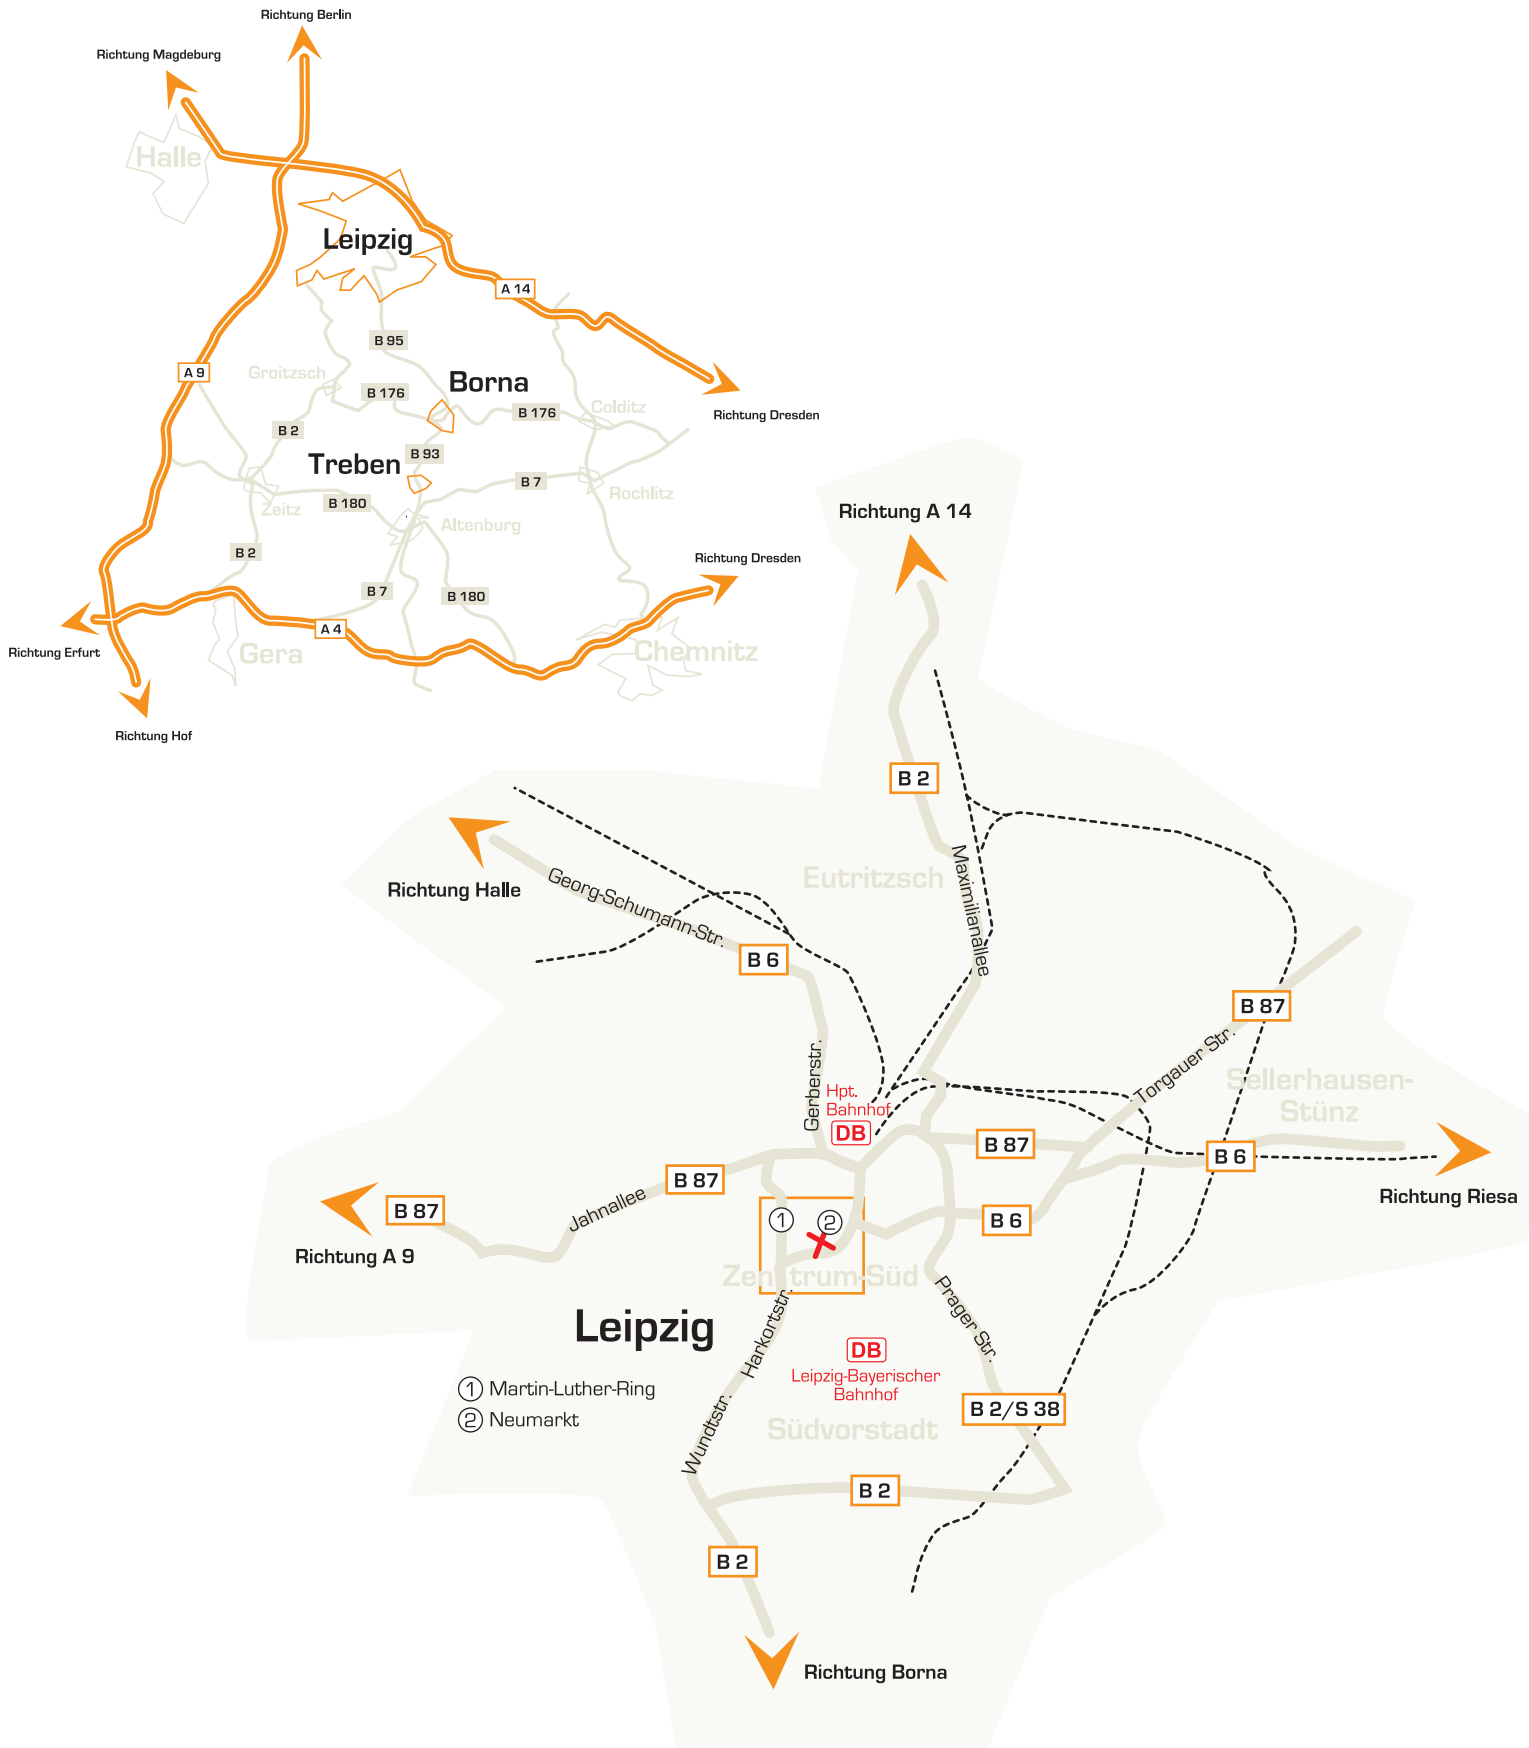 Richtung Berlin
Richtung Magdeburg
Halle
Leipzig
A 14
B 95
A 9
Groitzsch
Borna
B 176
B 176
Colditz
Richtung Dresden
B 2
B 93
Treben
B 7
Rochlitz
Zeitz
B 180
Altenburg
B 2
Richtung Dresden
B 7
B 180
A 4
Richtung Erfurt
Gera
Chemnitz
Richtung Hof
Richtung A 14
B 2
Richtung Halle
Georg-Schumann-Str.
Eutritzsch
Maximilianallee
B 6
B 87
Gerberstr.
Torgauer Str.
Hpt.
Bahnhof
DB
Sellerhausen-
Stünz
B 87
B 6
B 87
B 87
Jahnallee
Richtung Riesa
Richtung A 9
1
2
B 6
Zentrum-Süd
Harkortstr.
Prager Str.
Leipzig
DB
Leipzig-Bayerischer
Bahnhof
1 Martin-Luther-Ring
2 Neumarkt
Wundtstr.
B 2/S 38
Südvorstadt
B 2
B 2
Richtung Borna